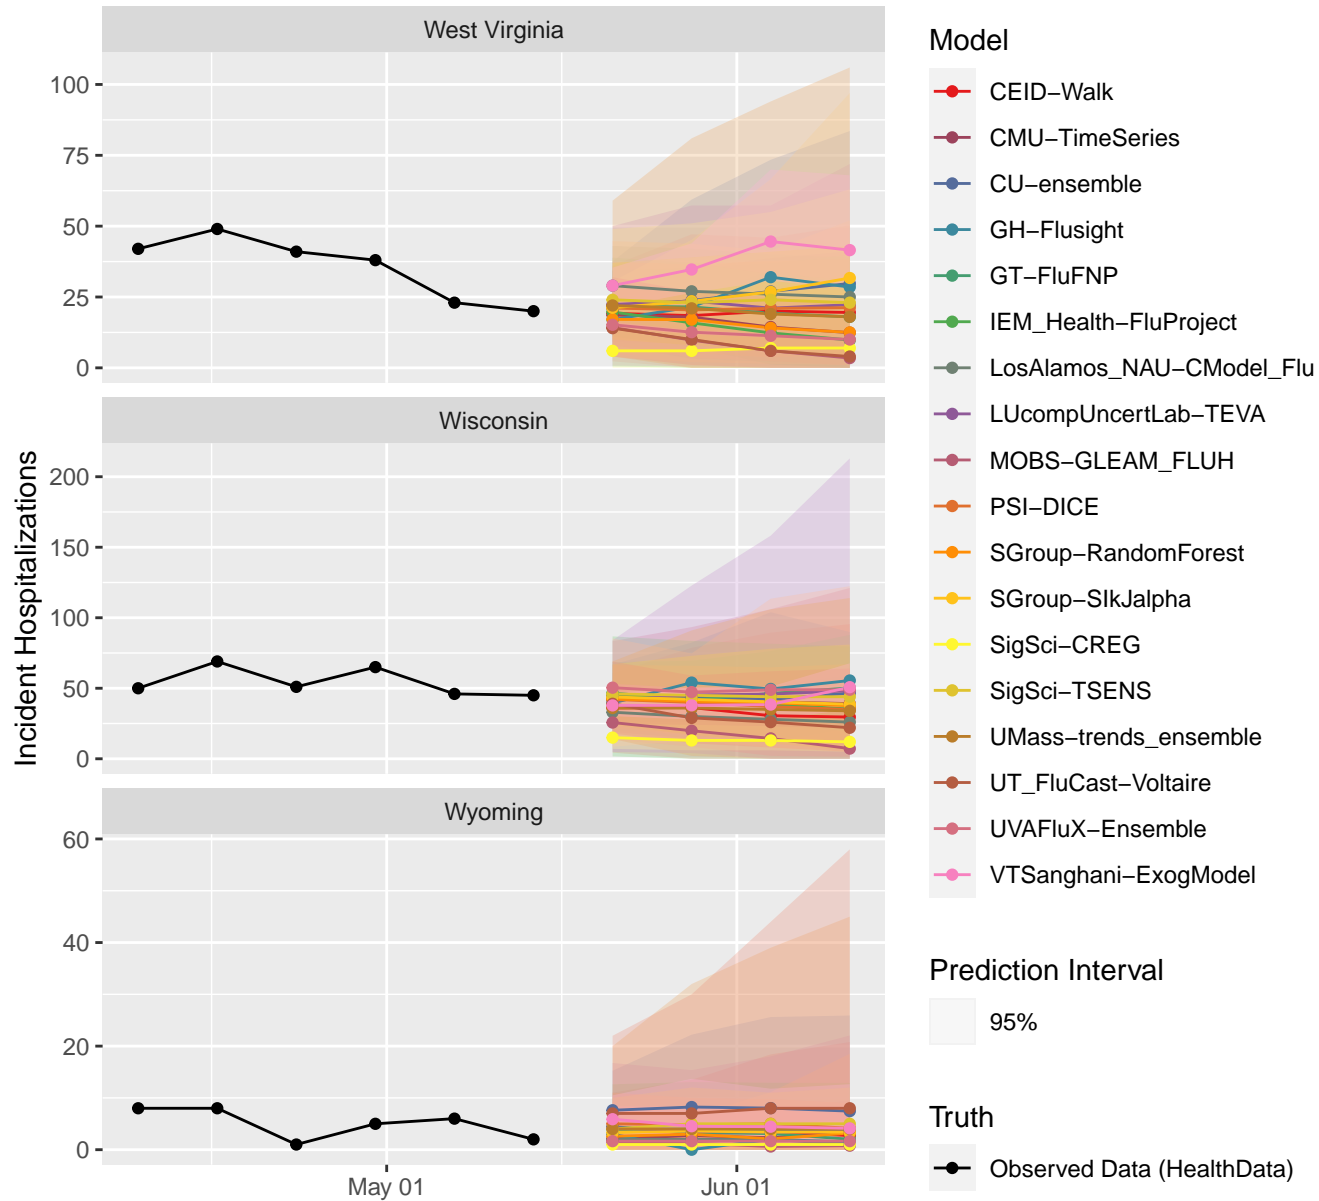 West Virginia
100
75
50
25
0
Wisconsin
200
150
100
50
0
Wyoming
60
40
20
0
May 01
Jun 01
Incident Hospitalizations
Model
CEID−Walk
CMU−TimeSeries
CU−ensemble
GH−Flusight
GT−FluFNP
IEM_Health−FluProject
LosAlamos_NAU−CModel_Flu
LUcompUncertLab−TEVA
MOBS−GLEAM_FLUH
PSI−DICE
SGroup−RandomForest
SGroup−SIkJalpha
SigSci−CREG
SigSci−TSENS
UMass−trends_ensemble
UT_FluCast−Voltaire
UVAFluX−Ensemble
VTSanghani−ExogModel
Prediction Interval
95%
Truth
Observed Data (HealthData)